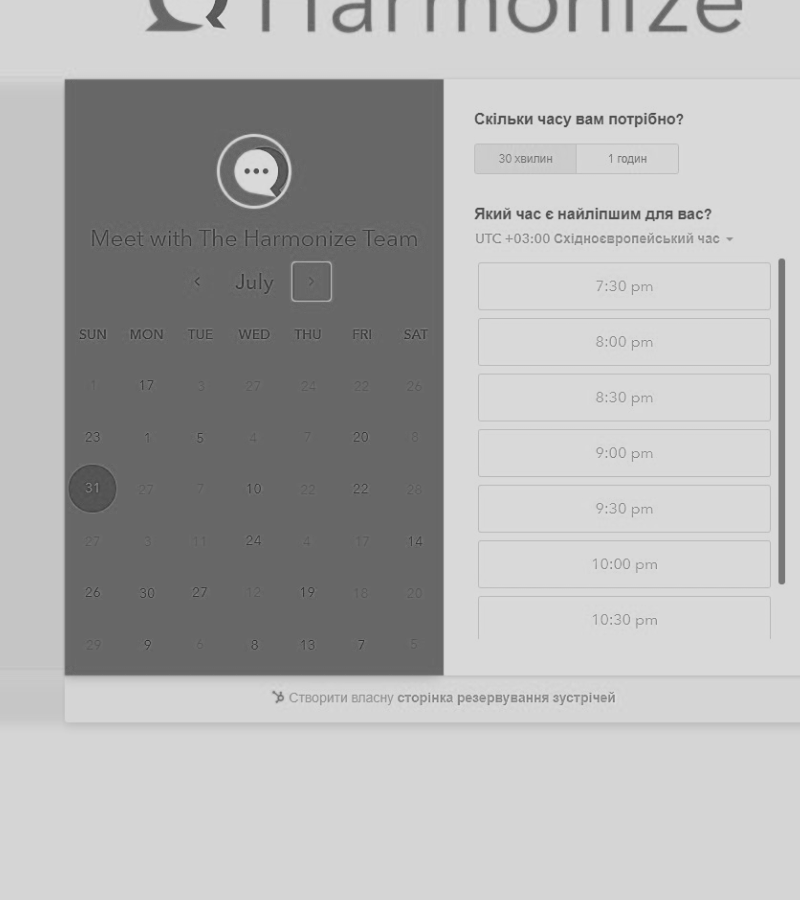 Harmonize
Meet with The Harmonize Team
July
SUN MON TUE WED THU FRI SAT
1 17 3 27 24 22 26
23 1 5 4 7 20 8
31 27 7 10 22 22 28
27 3 11 24 4 17 14
26 30 27 12 19 18 20
29 9 6 8 13 7 5
Скільки часу вам потрібно?
30 хвилин 1 годин
Який час є найліпшим для вас?
UTC +03:00 Східноєвропейський час
7:30 pm
8:00 pm
8:30 pm
9:00 pm
9:30 pm
10:00 pm
10:30 pm
Створити власну сторінка резервування зустрічей